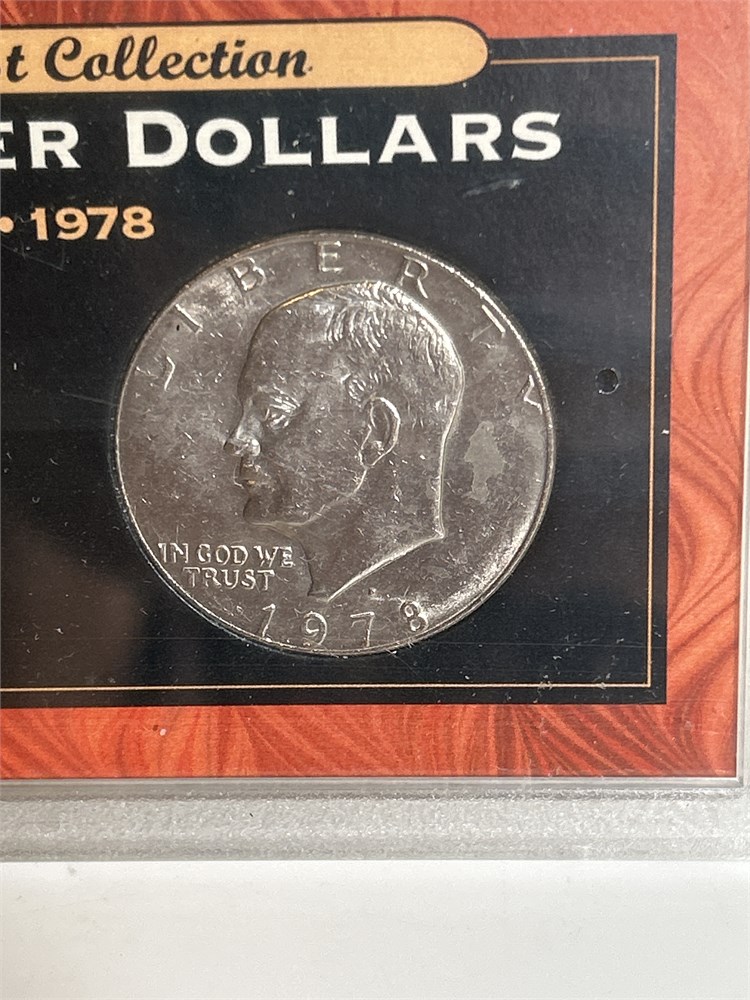 t Collection
ER DOLLARS
• 1978
LIBERTY
IN GOD WE
TRUST
1978